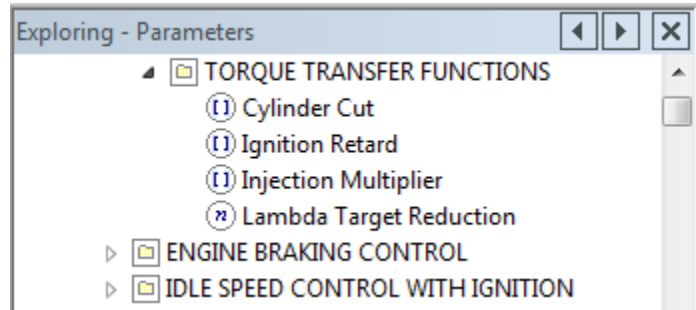 Exploring - Parameters
TORQUE TRANSFER FUNCTIONS
Cylinder Cut
Ignition Retard
Injection Multiplier
n Lambda Target Reduction
ENGINE BRAKING CONTROL
IDLE SPEED CONTROL WITH IGNITION